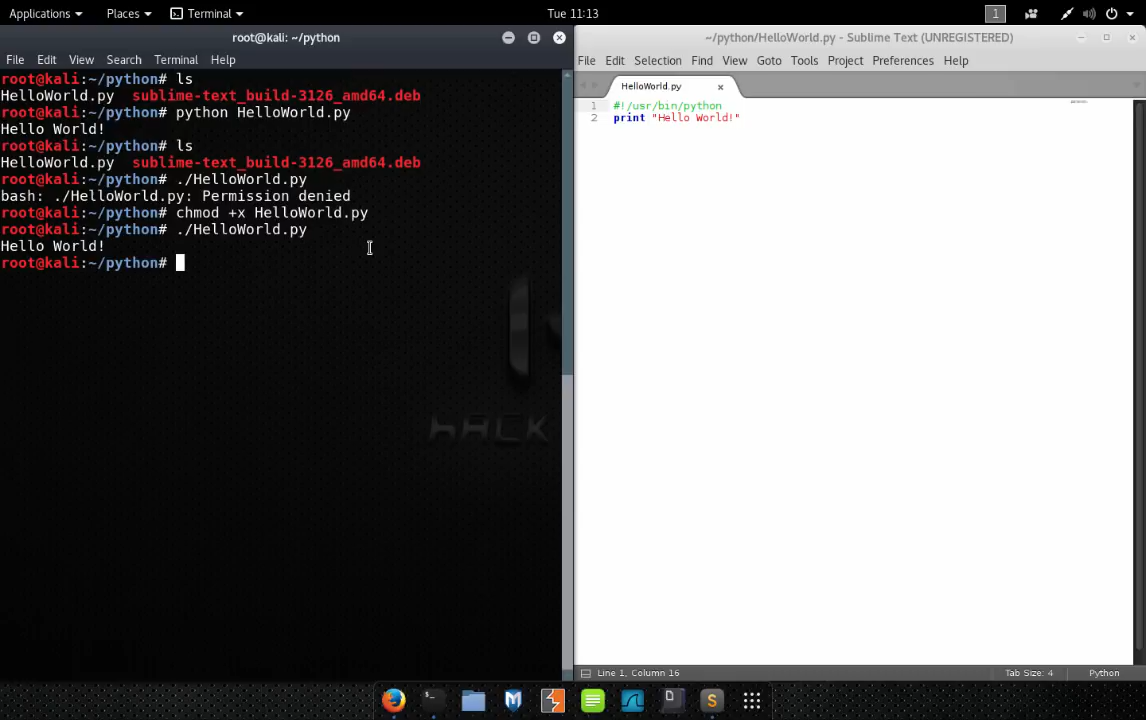 Applications Places Terminal Tue 11:13 1
root@kali: ~/python
File Edit View Search Terminal Help
root@kali:~/python# ls
HelloWorld.py sublime-text_build-3126_amd64.deb
root@kali:~/python# python HelloWorld.py
Hello World!
root@kali:~/python# ls
HelloWorld.py sublime-text_build-3126_amd64.deb
root@kali:~/python# ./HelloWorld.py
bash: ./HelloWorld.py: Permission denied
root@kali:~/python# chmod +x HelloWorld.py
root@kali:~/python# ./HelloWorld.py
Hello World!
root@kali:~/python#
HACK
~/python/HelloWorld.py - Sublime Text (UNREGISTERED)
File Edit Selection Find View Goto Tools Project Preferences Help
HelloWorld.py
1 #!/usr/bin/python
2 print "Hello World!"
Line 1, Column 16 Tab Size: 4 Python